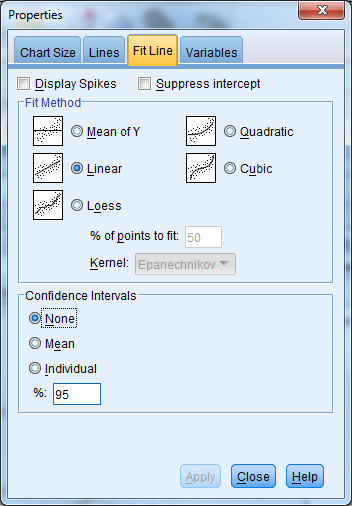 Properties
Chart Size Lines Fit Line Variables
Display Spikes Suppress intercept
Fit Method
Mean of Y Quadratic
Linear Cubic
Loess
% of points to fit: 50
Kernel: Epanechnikov
Confidence Intervals
None
Mean
Individual
%: 95
Apply Close Help